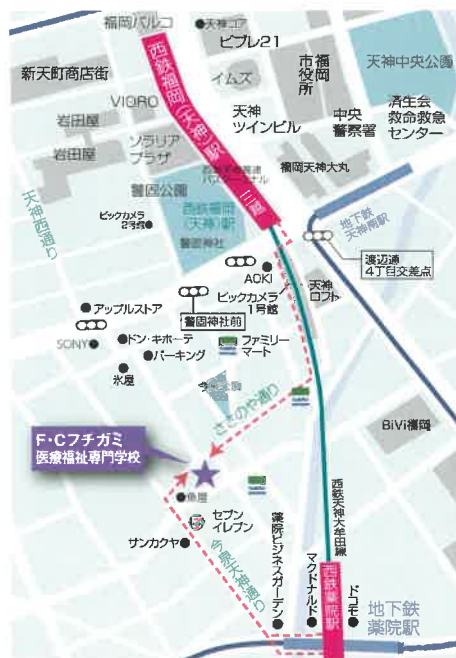 福岡パルコ
天神コア
ビブレ21
福岡
市役所
天神中央公園
新天町商店街
イムズ
西鉄福岡(天神)駅
VIORO
天神
ツインビル
中央
警察署
済生会
救命救急
センター
岩田屋
ソラリア
プラザ
岩田屋
福岡天神大丸
天神西通り
警固公園
三越
地下鉄
天神南駅
ビックカメラ
2号館
西鉄福岡
(天神)駅
警固神社
渡辺通
4丁目交差点
AOKI
天神
ロフト
ビックカメラ
1号館
アップルストア
警固神社前
SONY
ドン・キホーテ
ファミリー
マート
パーキング
氷屋
ささのや通り
BiVi福岡
F・Cフチガミ
医療福祉専門学校
魚屋
西鉄天神大牟田線
セブン
イレブン
サンカクヤ
今泉天神通り
薬院ビジネスガーデン
マクドナルド
西鉄薬院駅
ドコモ
地下鉄
薬院駅